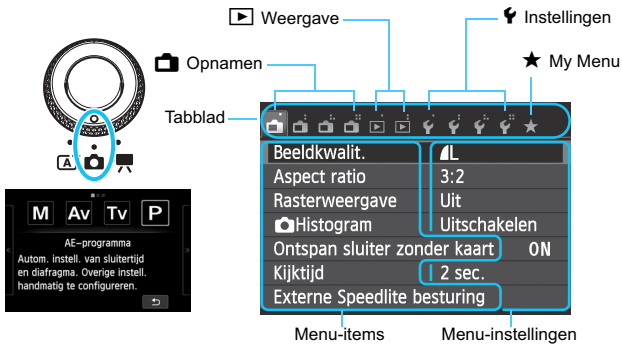 Weergave
Instellingen
Opnamen
My Menu
Tabblad
A
Beeldkwalit. L
Aspect ratio 3:2
Rasterweergave Uit
Histogram Uitschakelen
Ontspan sluiter zonder kaart ON
Kijktijd 2 sec.
Externe Speedlite besturing
M Av Tv P
AE-programma
Autom. instell. van sluitertijd
en diafragma. Overige instell.
handmatig te configureren.
Menu-items
Menu-instellingen